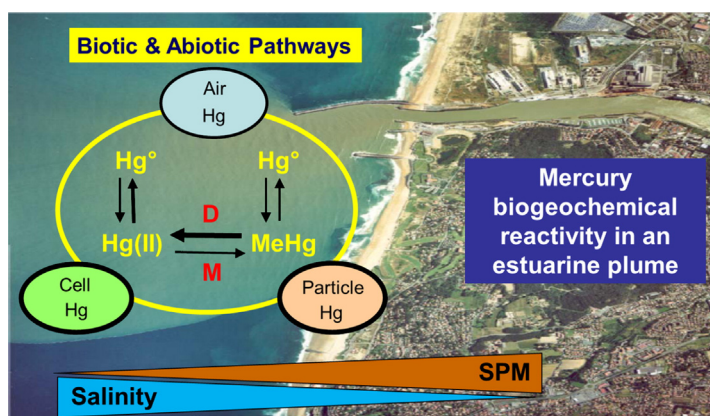 Biotic & Abiotic Pathways
Air
Hg
Hg° Hg°
D
Hg(II) MeHg
M
Cell
Hg
Particle
Hg
Mercury
biogeochemical
reactivity in an
estuarine plume
SPM
Salinity